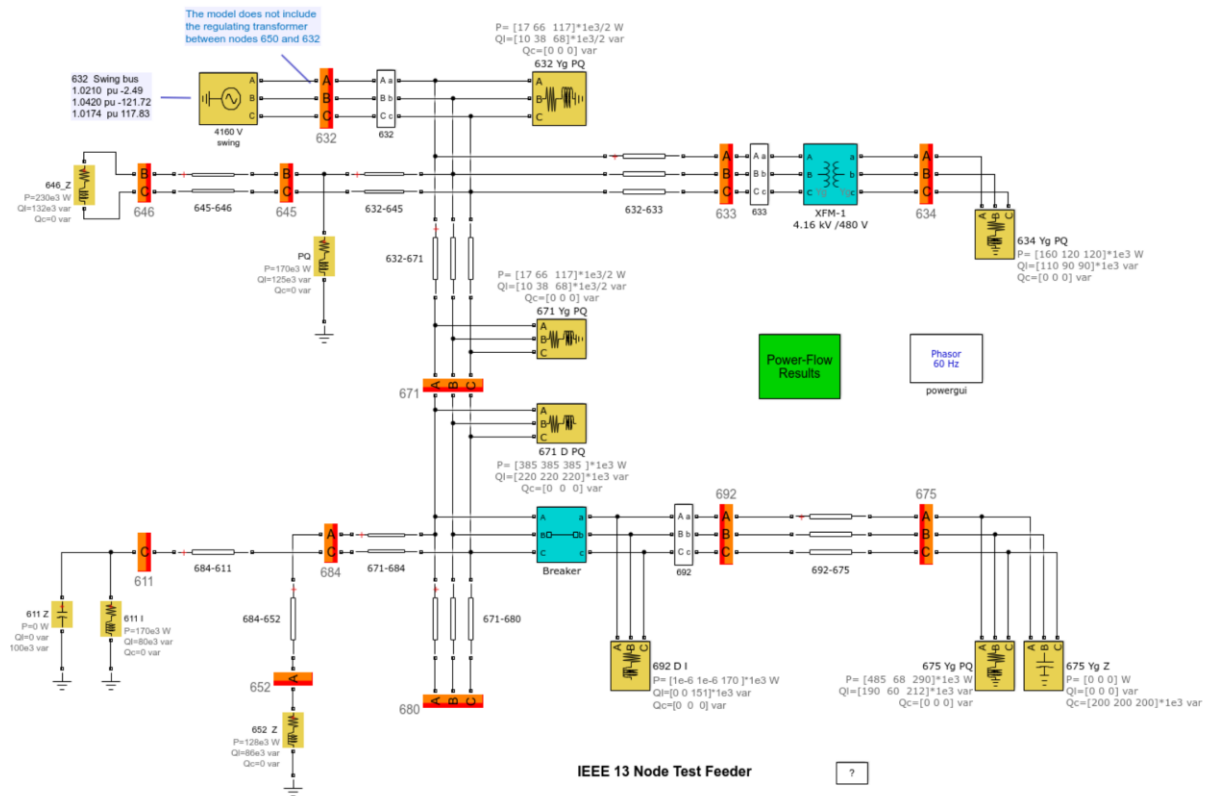 The model does not include
the regulating transformer
between nodes 650 and 632
P= [17 66  117]*1e3/2 W
Ql=[10 38  68]*1e3/2 var
Qc=[0 0 0] var
632 Yg PQ
632  Swing bus
1.0210  pu -2.49
1.0420 pu -121.72
1.0174  pu 117.83
A
B
C
4160 V
swing
A
B
C
632
A a
B b
C c
632
A
B
C
646_Z
P=230e3 W
Ql=132e3 var
Qc=0 var
B
C
646
645-646
B
C
645
632-645
632-633
A
B
C
633
A a
B b
C c
633
A
B
C
a
b
c
Yg
Yg
XFM-1
4.16 kV /480 V
A
B
C
634
A
B
C
634 Yg PQ
P= [160 120 120]*1e3 W
Ql=[110 90 90]*1e3 var
Qc=[0 0 0] var
PQ
P=170e3 W
Ql=125e3 var
Qc=0 var
632-671
P= [17 66  117]*1e3/2 W
Ql=[10 38  68]*1e3/2 var
Qc=[0 0 0] var
671 Yg PQ
A
B
C
Power-Flow
Results
Phasor
60 Hz
powergui
671
A
B
C
A
B
C
671 D PQ
P= [385 385 385 ]*1e3 W
Ql=[220 220 220]*1e3 var
Qc=[0  0  0] var
C
611
684-611
A
C
684
671-684
A
B
C
a
b
c
Breaker
A a
B b
C c
692
692
A
B
C
692-675
675
A
B
C
611 Z
P=0 W
Ql=0 var
100e3 var
611 I
P=170e3 W
Ql=80e3 var
Qc=0 var
684-652
671-680
A
B
C
692 D I
P= [1e-6 1e-6 170 ]*1e3 W
Ql=[0 0 151]*1e3 var
Qc=[0  0  0] var
A
B
C
675 Yg PQ
P= [485 68 290]*1e3 W
Ql=[190  60  212]*1e3 var
Qc=[0 0 0] var
A
B
C
675 Yg Z
P= [0 0 0] W
Ql=[0 0 0] var
Qc=[200 200 200]*1e3 var
652
A
680
A
B
C
652  Z
P=128e3 W
Ql=86e3 var
Qc=0 var
IEEE 13 Node Test Feeder
?